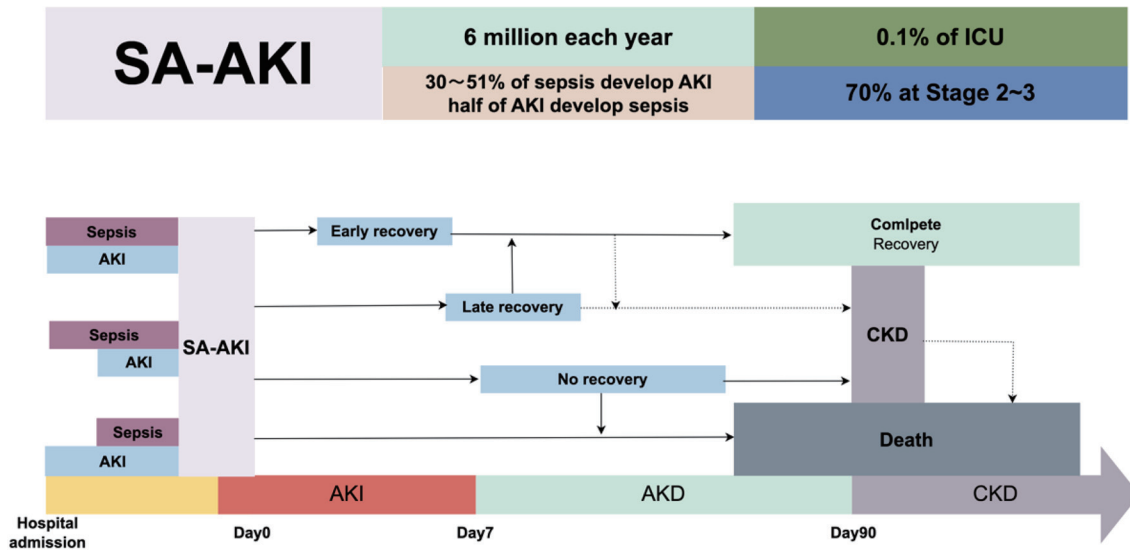 SA-AKI
6 million each year
0.1% of ICU
30～51% of sepsis develop AKI
half of AKI develop sepsis
70% at Stage 2~3
Sepsis
AKI
Early recovery
Comlpete
Recovery
Late recovery
Sepsis
AKI
SA-AKI
CKD
No recovery
Sepsis
AKI
Death
AKI
AKD
CKD
Hospital
admission
Day0
Day7
Day90